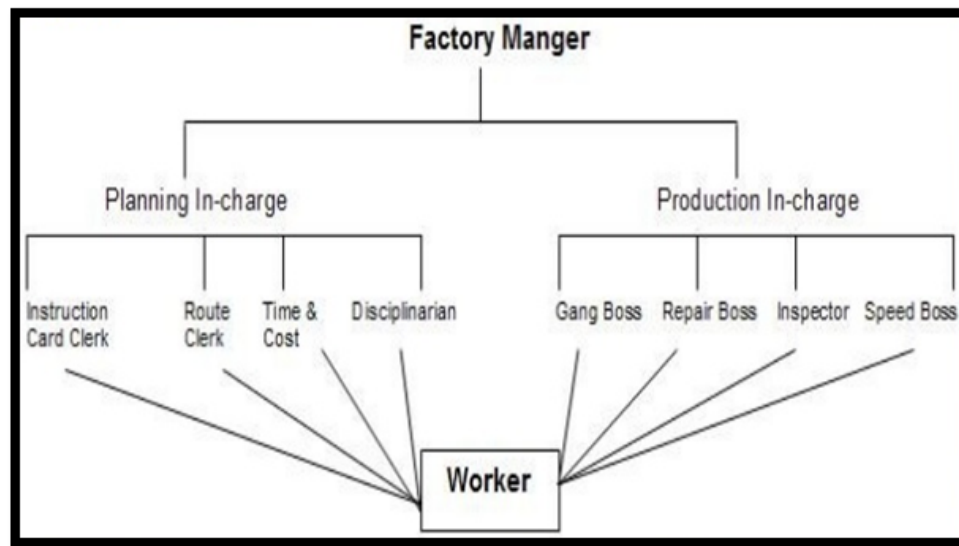 Factory Manger
Planning In-charge
Production In-charge
Instruction
Card Clerk
Route
Clerk
Time &
Cost
Disciplinarian
Gang Boss
Repair Boss
Inspector
Speed Boss
Worker